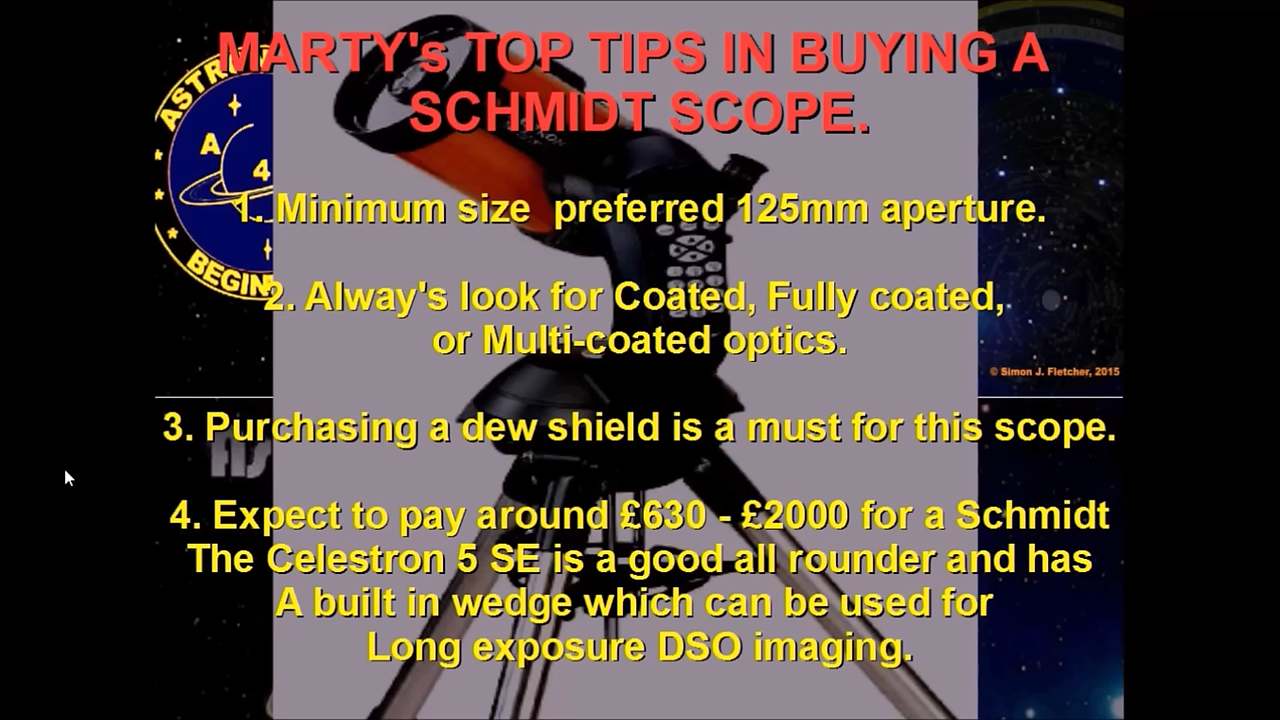 MARTY's TOP TIPS IN BUYING A
SCHMIDT SCOPE.
A
4
1. Minimum size  preferred 125mm aperture.
2. Alway's look for Coated, Fully coated,
or Multi-coated optics.
© Simon J. Fletcher, 2015
3. Purchasing a dew shield is a must for this scope.
4. Expect to pay around £630 - £2000 for a Schmidt
The Celestron 5 SE is a good all rounder and has
A built in wedge which can be used for
Long exposure DSO imaging.